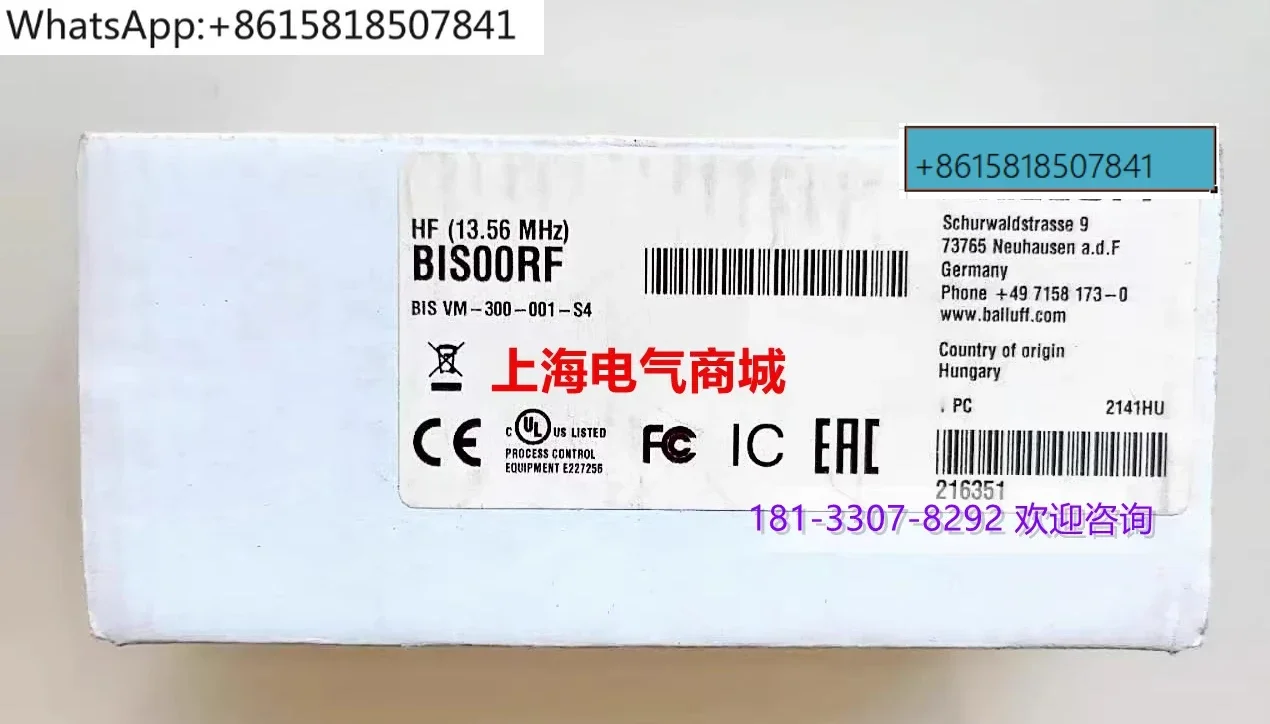 WhatsApp:+8615818507841
+8615818507841
HF (13.56 MHz)
BIS00RF
BIS VM-300-001-S4
Schurwaldstrasse 9
73765 Neuhausen a.d.F
Germany
Phone +49 7158 173-0
www.balluff.com
Country of origin
Hungary
PC 2141HU
216351
上海电气商城
CE
C UL US LISTED
PROCESS CONTROL
EQUIPMENT E227256
FC
IC
EAC
181-3307-8292 欢迎咨询